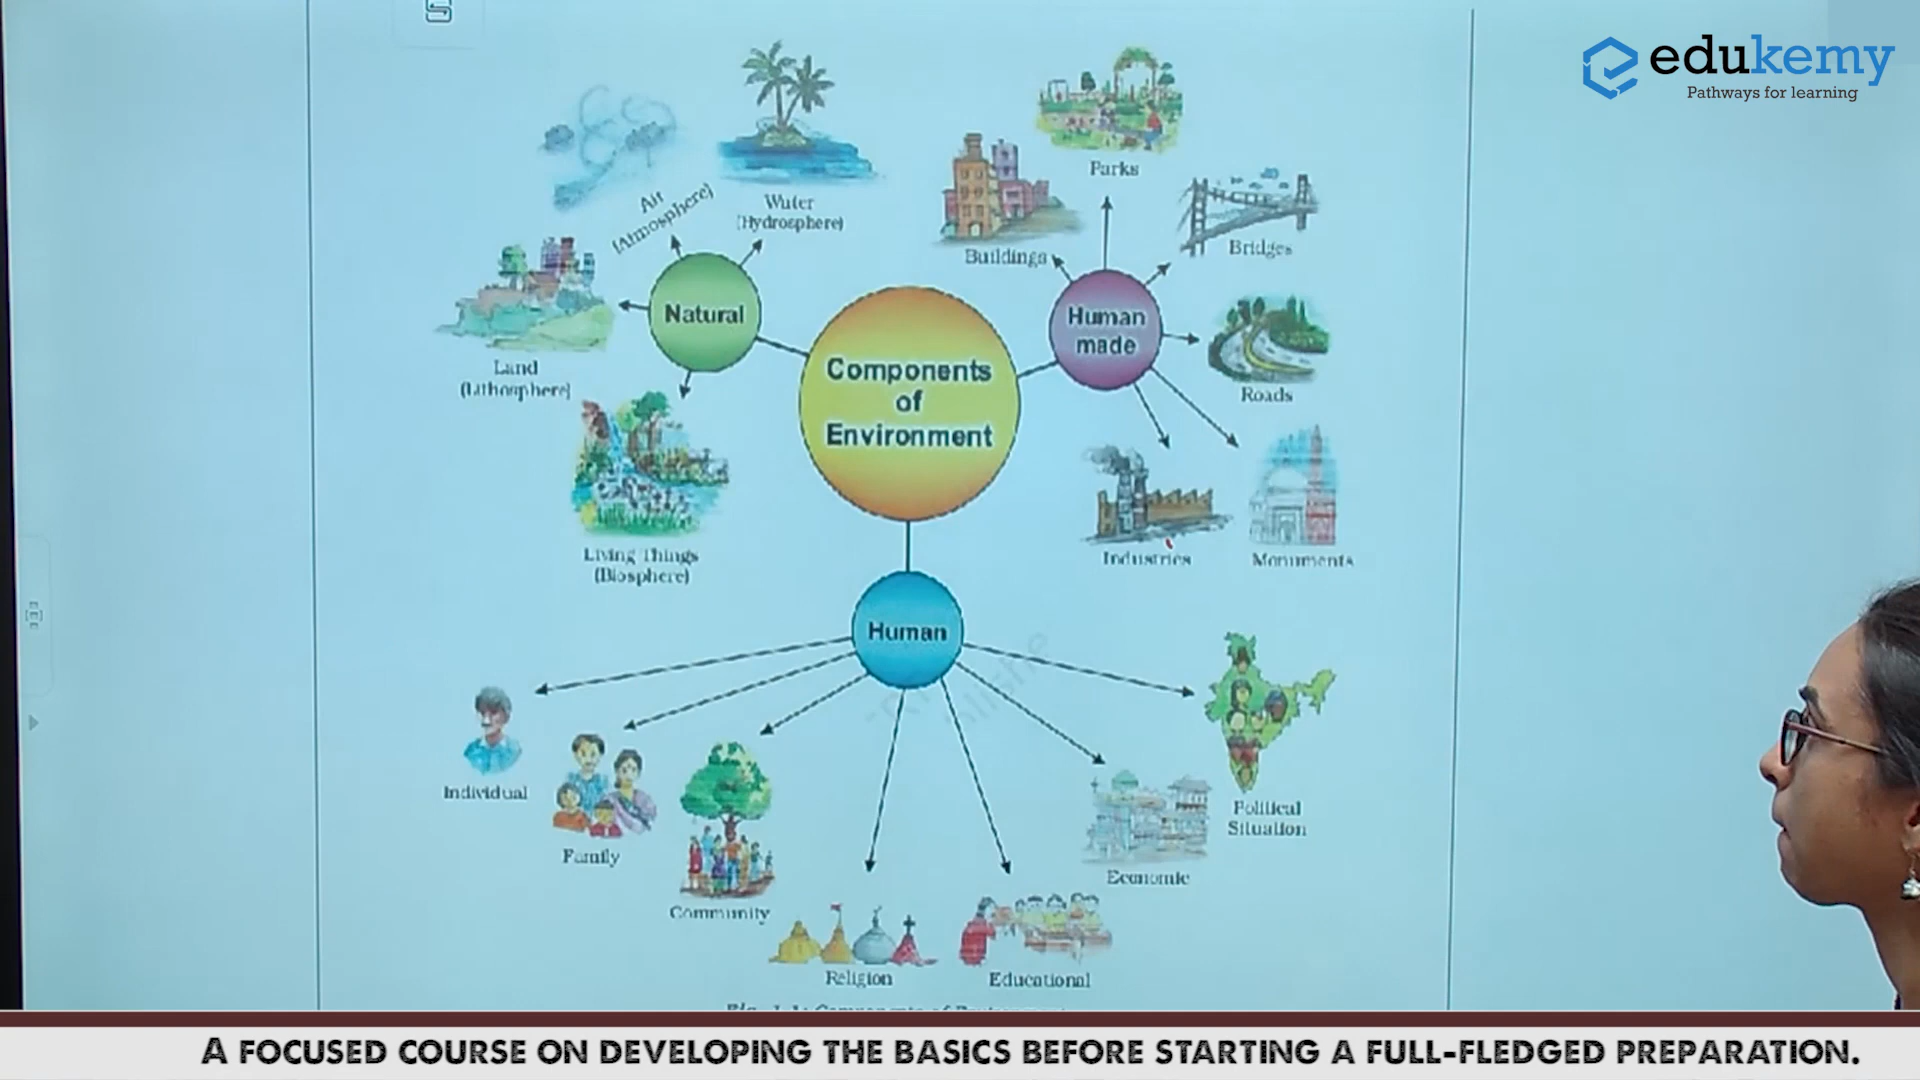 edukemy
Pathways for learning
Parks
Air
(Atmosphere)
Water
(Hydrosphere)
Buildings
Bridges
Natural
Human
made
Land
(Lithosphere)
Components
of
Environment
Roads
Living Things
(Biosphere)
Industries
Monuments
Human
Individual
Family
Community
Religion
Educational
Economic
Political
Situation
A FOCUSED COURSE ON DEVELOPING THE BASICS BEFORE STARTING A FULL-FLEDGED PREPARATION.